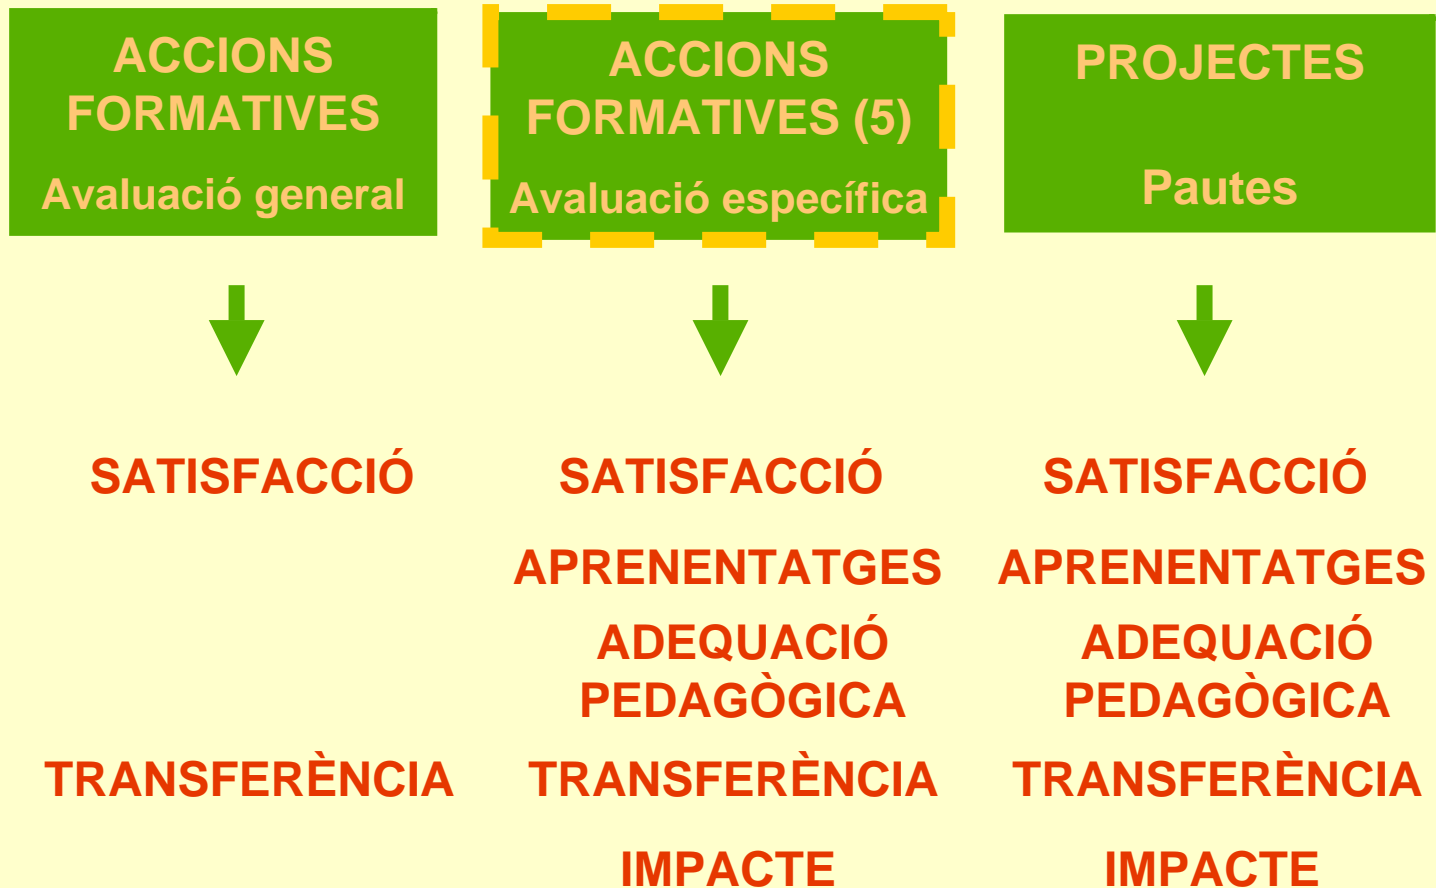 ACCIONS
FORMATIVES
Avaluació general
ACCIONS
FORMATIVES (5)
Avaluació específica
PROJECTES
Pautes
SATISFACCIÓ
TRANSFERÈNCIA
SATISFACCIÓ
APRENENTATGES
ADEQUACIÓ
PEDAGÒGICA
TRANSFERÈNCIA
IMPACTE
SATISFACCIÓ
APRENENTATGES
ADEQUACIÓ
PEDAGÒGICA
TRANSFERÈNCIA
IMPACTE